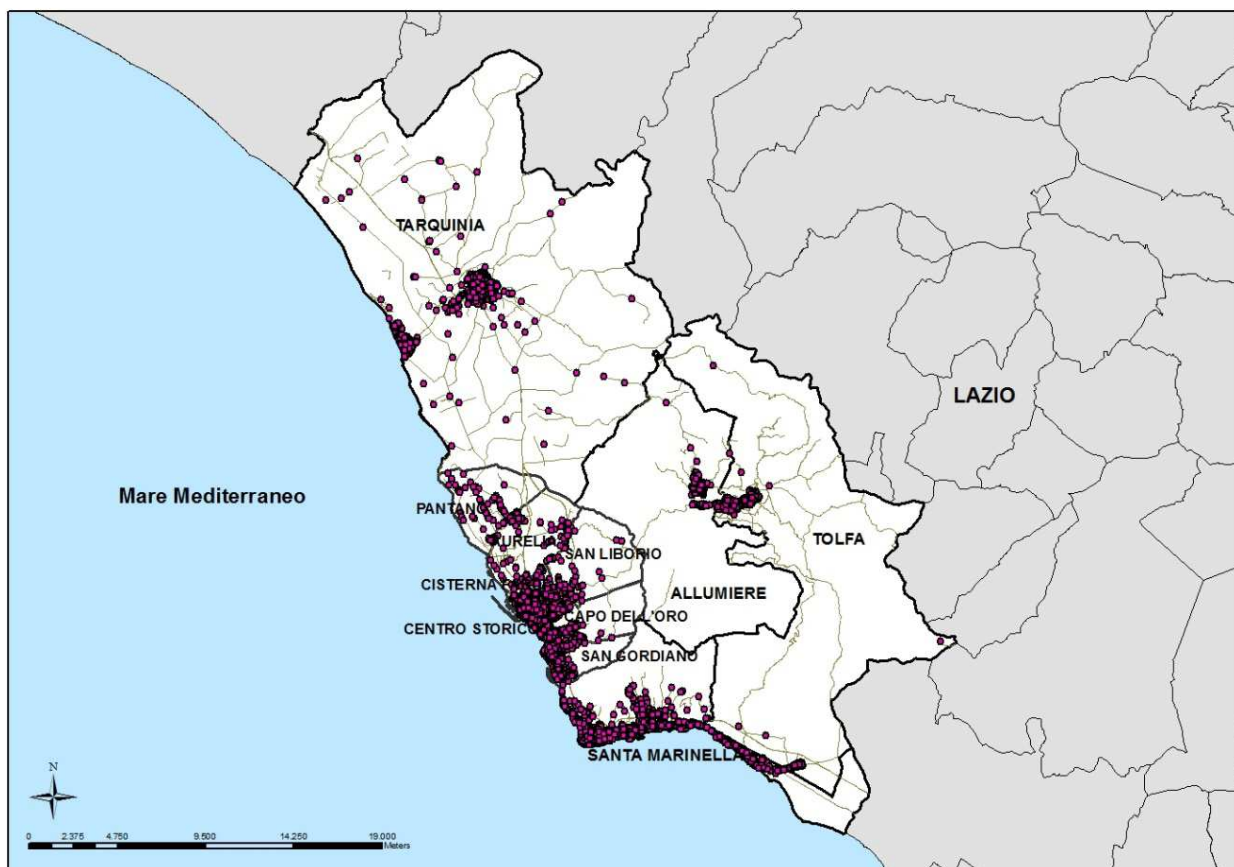 TARQUINIA
LAZIO
Mare Mediterraneo
PANTANO
AURELIA
SAN LIBORIO
TOLFA
CISTERNA
ALLUMIERE
CAPO DELL'ORO
CENTRO STORICO
SAN GORDIANO
SANTA MARINELLA
N
0 2.375 4.750 9.500 14.250 19.000
Meters